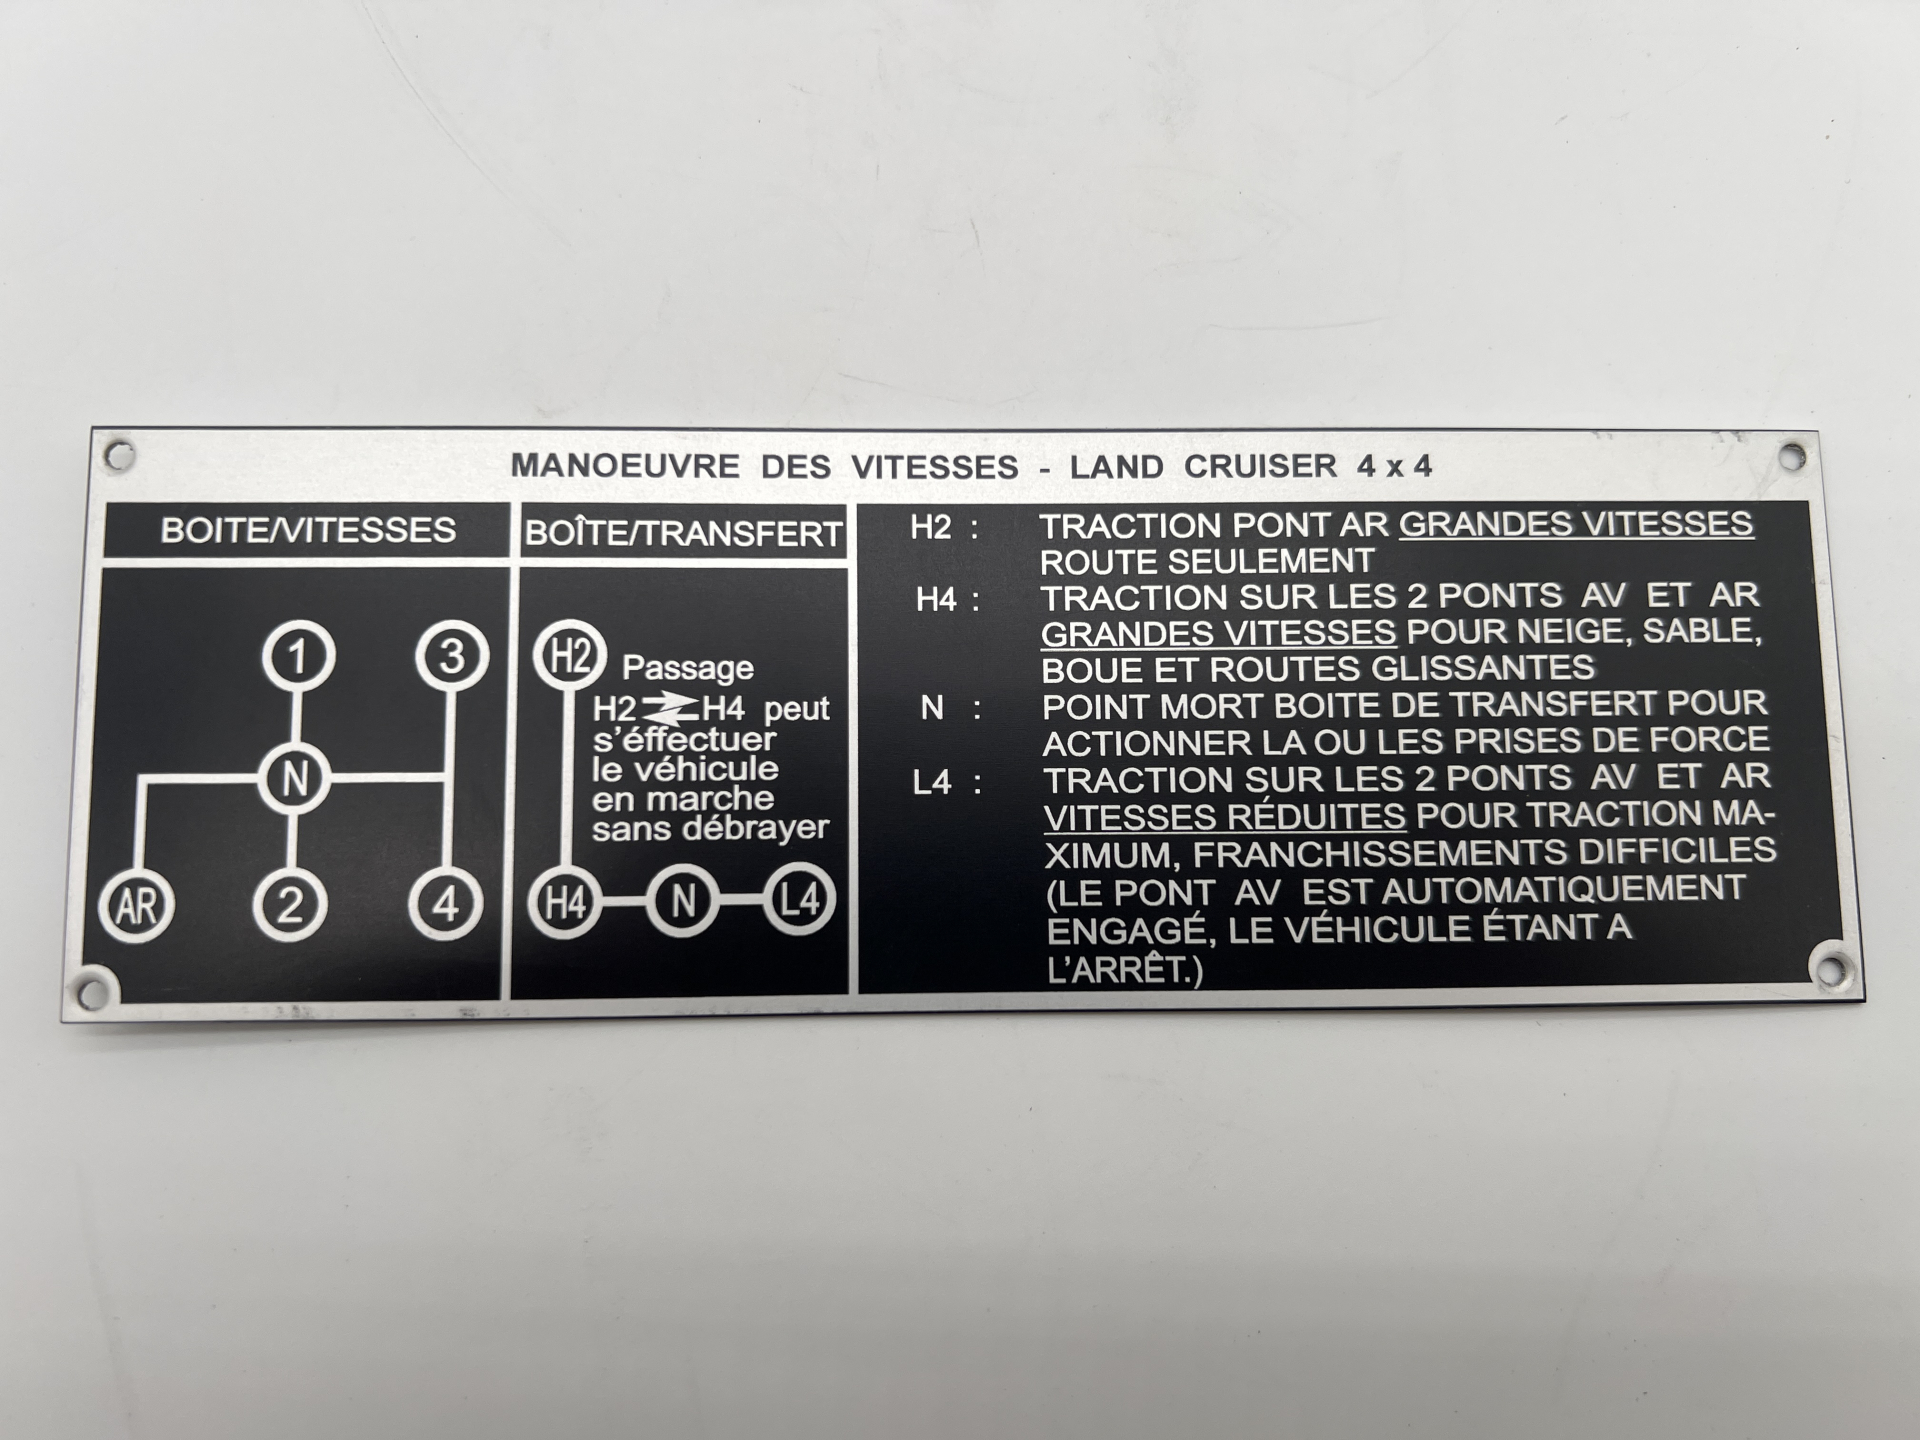 MANOEUVRE DES VITESSES - LAND CRUISER 4 x 4
BOITE/VITESSES
1
3
N
AR
2
4
BOÎTE/TRANSFERT
H2
Passage
H2 ⇄ H4 peut
s'éffectuer
le véhicule
en marche
sans débrayer
H4
N
L4
H2 : TRACTION PONT AR GRANDES VITESSES
ROUTE SEULEMENT
H4 : TRACTION SUR LES 2 PONTS AV ET AR
GRANDES VITESSES POUR NEIGE, SABLE,
BOUE ET ROUTES GLISSANTES
N : POINT MORT BOITE DE TRANSFERT POUR
ACTIONNER LA OU LES PRISES DE FORCE
L4 : TRACTION SUR LES 2 PONTS AV ET AR
VITESSES RÉDUITES POUR TRACTION MA-
XIMUM, FRANCHISSEMENTS DIFFICILES
(LE PONT AV EST AUTOMATIQUEMENT
ENGAGÉ, LE VÉHICULE ÉTANT A
L'ARRÊT.)